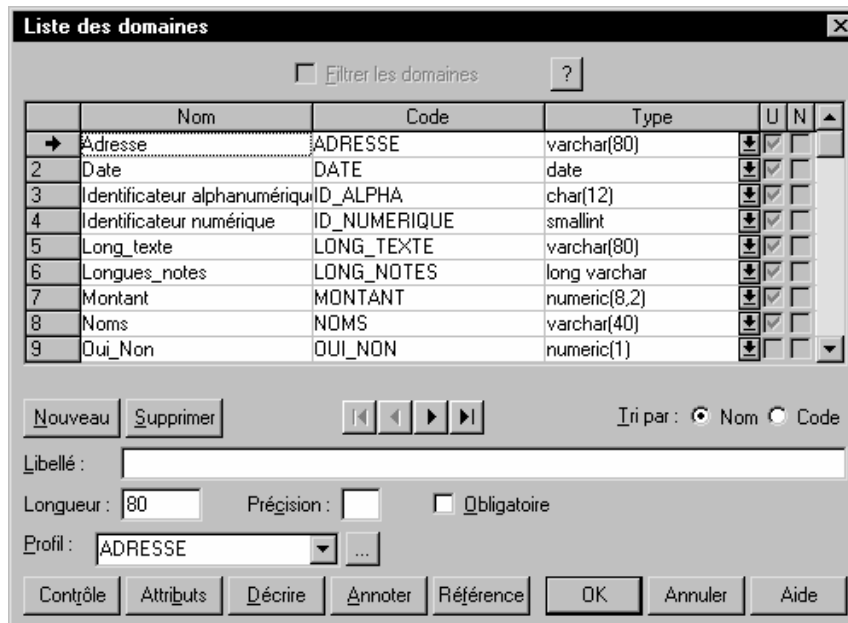 Liste des domaines
Filtrer les domaines ?
Nom Code Type U N
Adresse ADRESSE varchar(80)
2 Date DATE date
3 Identificateur alphanumériqu ID_ALPHA char(12)
4 Identificateur numérique ID_NUMERIQUE smallint
5 Long_texte LONG_TEXTE varchar(80)
6 Longues_notes LONG_NOTES long varchar
7 Montant MONTANT numeric(8,2)
8 Noms NOMS varchar(40)
9 Oui_Non OUI_NON numeric(1)
Nouveau Supprimer Tri par : Nom Code
Libellé :
Longueur : 80 Précision : Obligatoire
Profil : ADRESSE ...
Contrôle Attributs Décrire Annoter Référence OK Annuler Aide